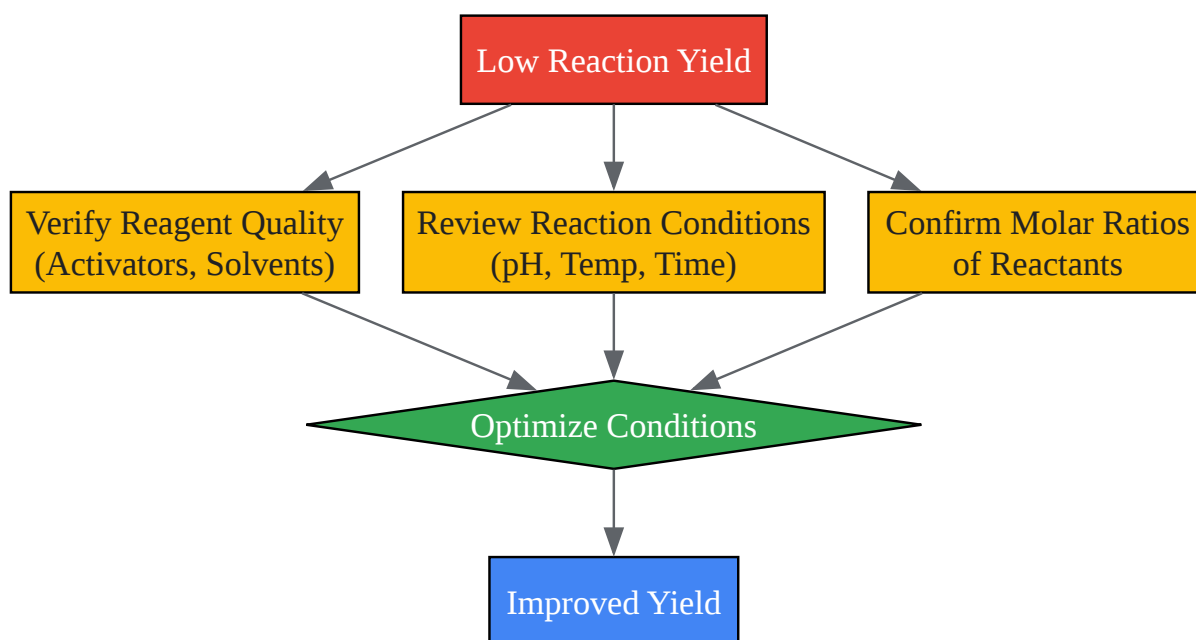 Low Reaction Yield
Verify Reagent Quality
(Activators, Solvents)
Review Reaction Conditions
(pH, Temp, Time)
Confirm Molar Ratios
of Reactants
Optimize Conditions
Improved Yield